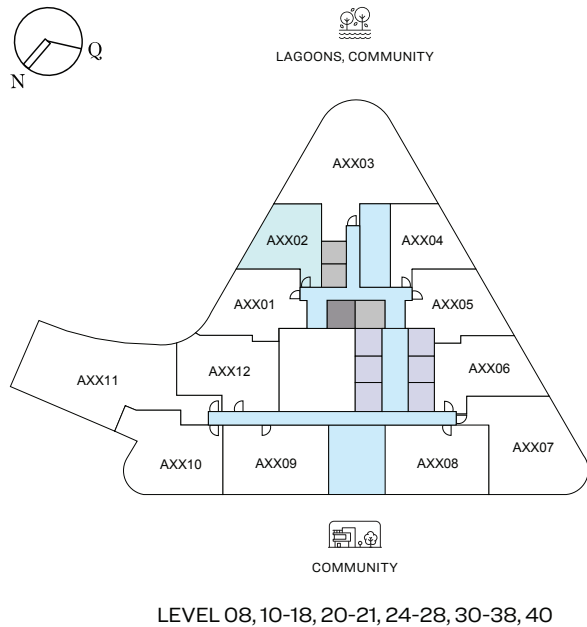 Q
N
LAGOONS, COMMUNITY
AXX03
AXX02
AXX04
AXX01
AXX05
AXX12
AXX06
AXX11
AXX07
AXX10
AXX09
AXX08
COMMUNITY
LEVEL 08, 10-18, 20-21, 24-28, 30-38, 40